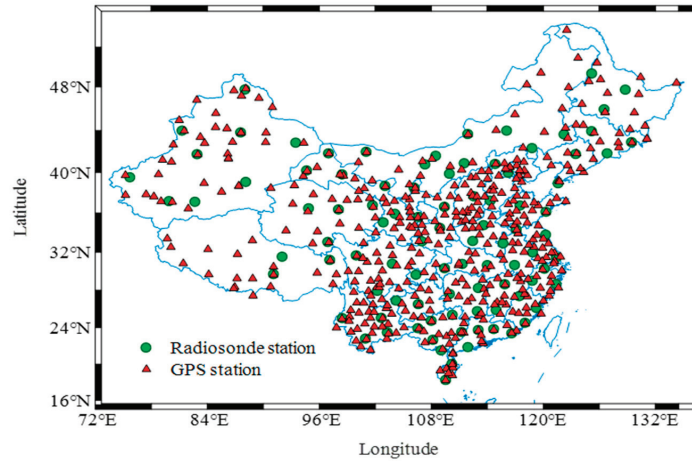 48°N
40°N
32°N
24°N
16°N
Latitude
Radiosonde station
GPS station
72°E 84°E 96°E 108°E 120°E 132°E
Longitude